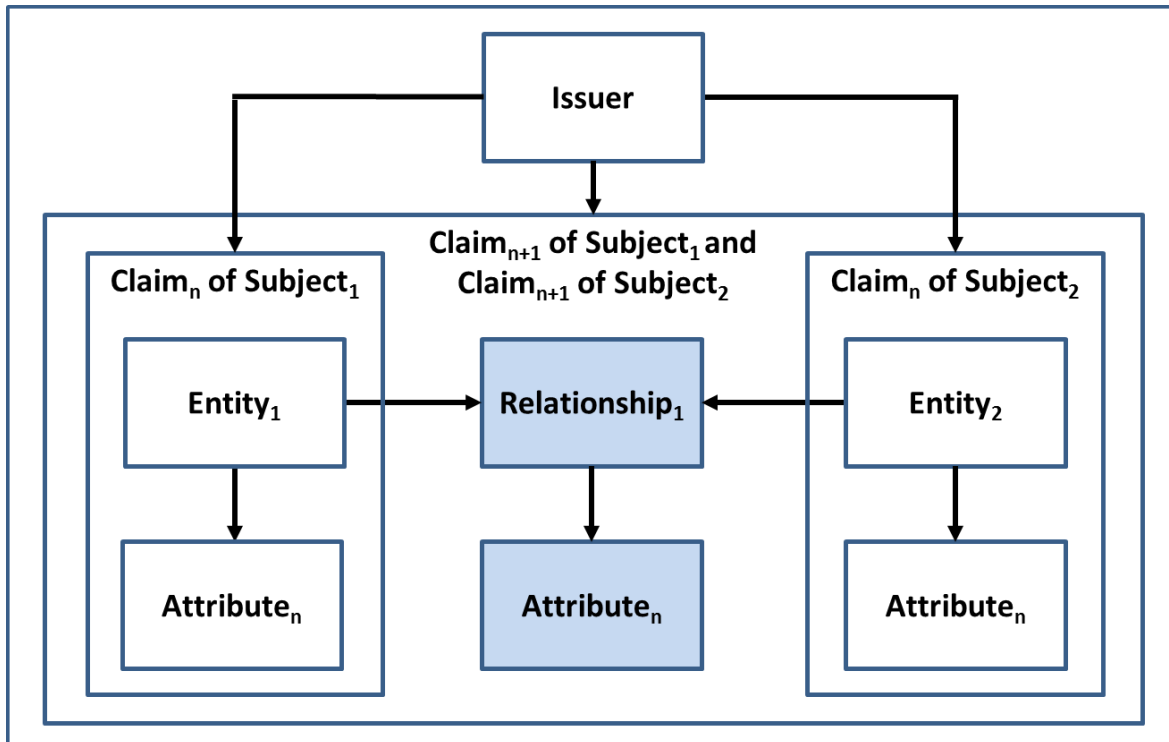 Issuer
Claimₙ₊₁ of Subject₁ and
Claimₙ₊₁ of Subject₂
Claimₙ of Subject₁
Claimₙ of Subject₂
Entity₁
Relationship₁
Entity₂
Attributeₙ
Attributeₙ
Attributeₙ